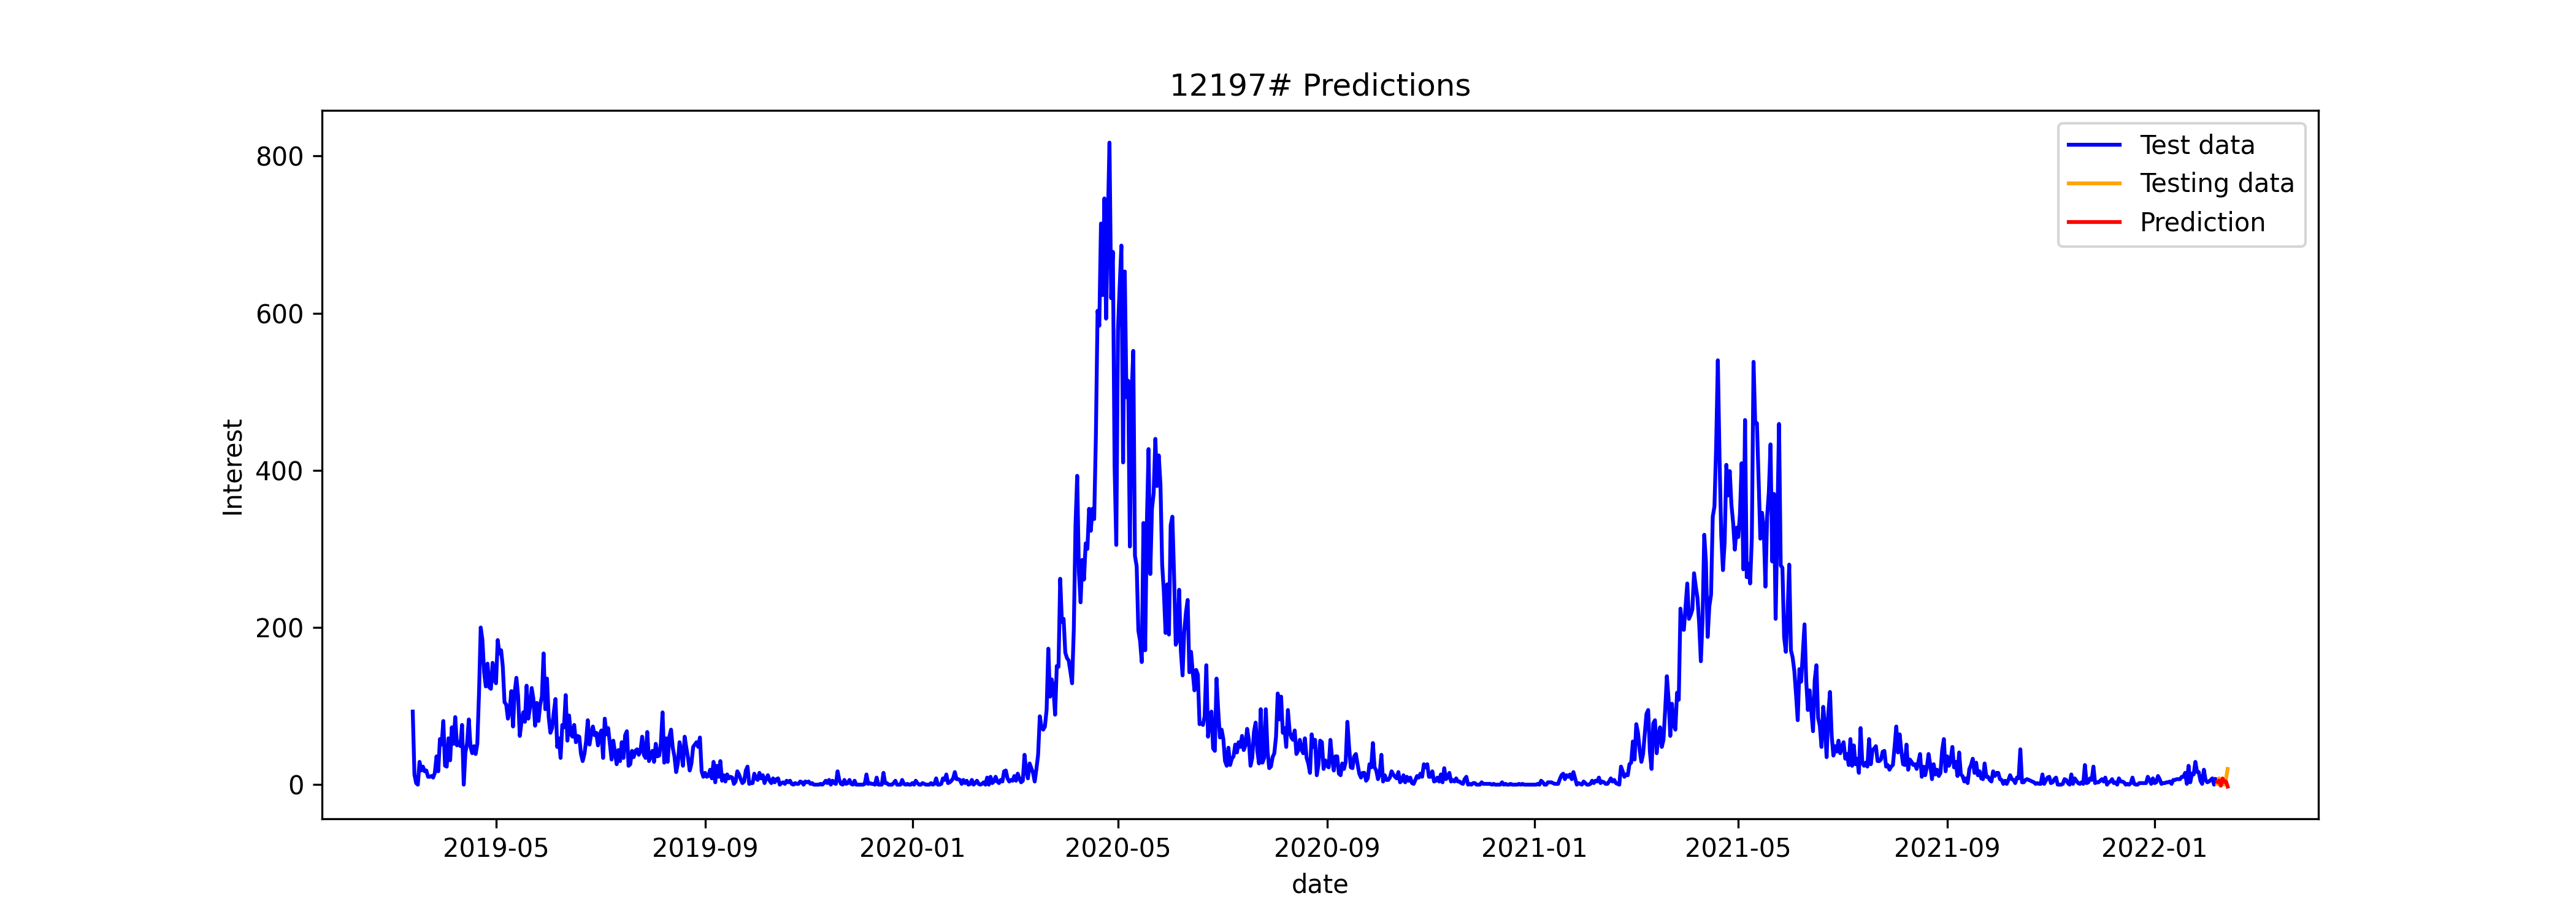 12197# Predictions
Test data
Testing data
Prediction
800
600
400
200
0
Interest
2019-05
2019-09
2020-01
2020-05
2020-09
2021-01
2021-05
2021-09
2022-01
date